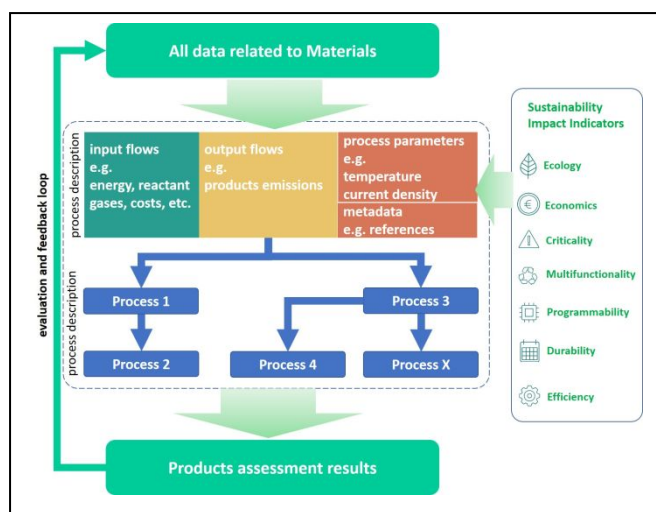 All data related to Materials
process description
input flows
e.g.
energy, reactant
gases, costs, etc.
output flows
e.g.
products emissions
process parameters
e.g.
temperature
current density
metadata
e.g. references
Sustainability
Impact Indicators
Ecology
Economics
Criticality
Multifunctionality
Programmability
Durability
Efficiency
evaluation and feedback loop
process description
Process 1
Process 3
Process 2
Process 4
Process X
Products assessment results